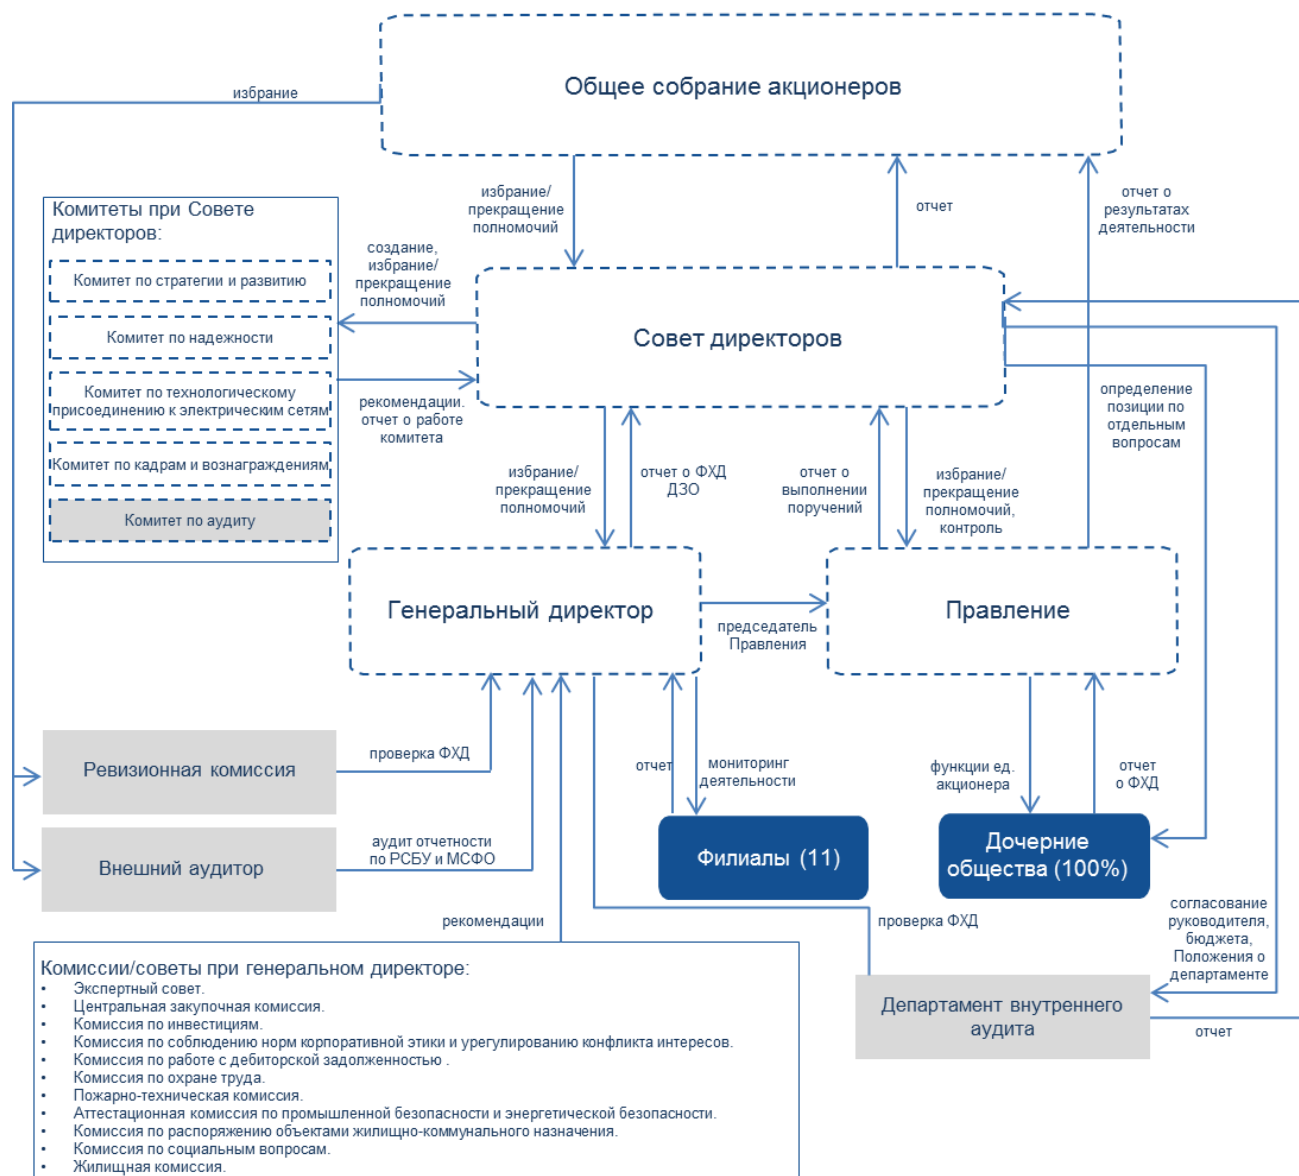 Общее собрание акционеров
избрание
избрание/
прекращение
полномочий
отчет
отчет о
результатах
деятельности
Комитеты при Совете
директоров:
Комитет по стратегии и развитию
Комитет по надежности
Комитет по технологическому
присоединению к электрическим сетям
Комитет по кадрам и вознаграждениям
Комитет по аудиту
создание,
избрание/
прекращение
полномочий
Совет директоров
рекомендации.
отчет о работе
комитета
определение
позиции по
отдельным
вопросам
избрание/
прекращение
полномочий
отчет о ФХД
ДЗО
отчет о
выполнении
поручений
избрание/
прекращение
полномочий,
контроль
Генеральный директор
председатель
Правления
Правление
Ревизионная комиссия
проверка ФХД
отчет
мониторинг
деятельности
функции ед.
акционера
отчет
о ФХД
Внешний аудитор
аудит отчетности
по РСБУ и МСФО
Филиалы (11)
Дочерние
общества (100%)
рекомендации
проверка ФХД
согласование
руководителя,
бюджета,
Положения о
департаменте
Департамент внутреннего
аудита
отчет
Комиссии/советы при генеральном директоре:
• Экспертный совет.
• Центральная закупочная комиссия.
• Комиссия по инвестициям.
• Комиссия по соблюдению норм корпоративной этики и урегулированию конфликта интересов.
• Комиссия по работе с дебиторской задолженностью .
• Комиссия по охране труда.
• Пожарно-техническая комиссия.
• Аттестационная комиссия по промышленной безопасности и энергетической безопасности.
• Комиссия по распоряжению объектами жилищно-коммунального назначения.
• Комиссия по социальным вопросам.
• Жилищная комиссия.